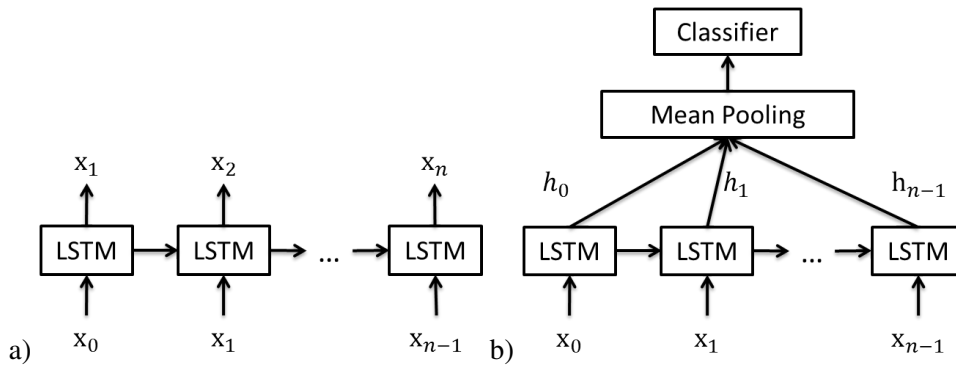 Classifier
Mean Pooling
x₁ x₂ xₙ
h₀ h₁ hₙ₋₁
LSTM LSTM ... LSTM
LSTM LSTM ... LSTM
a) x₀ x₁ xₙ₋₁
b) x₀ x₁ xₙ₋₁